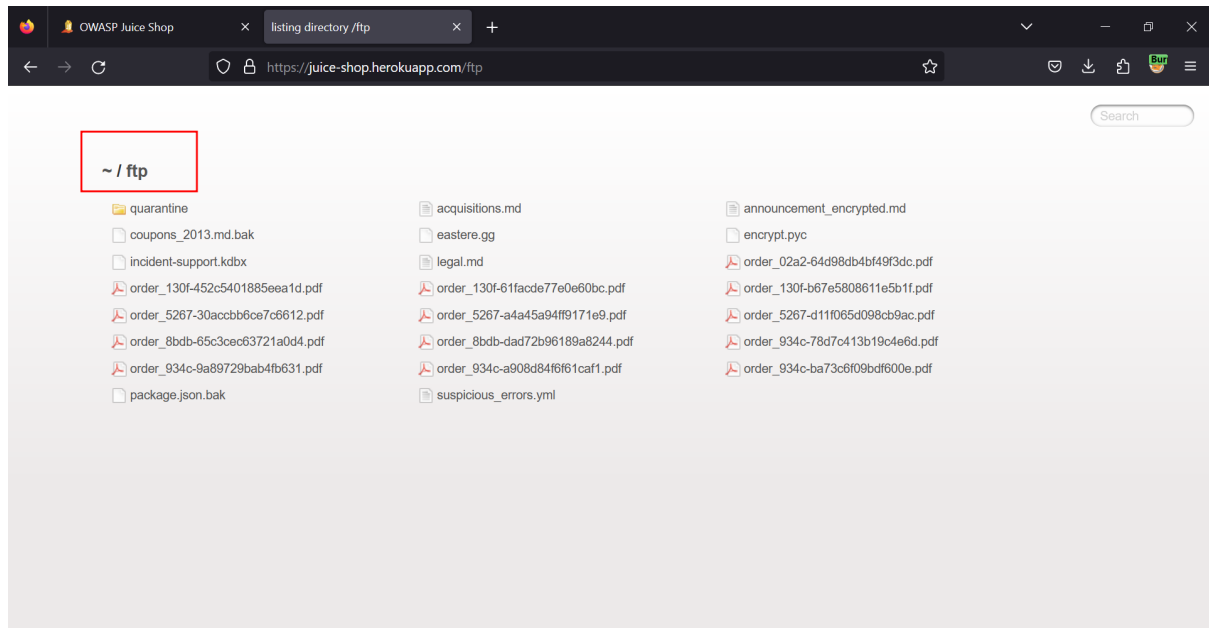 OWASP Juice Shop
listing directory /ftp
https://juice-shop.herokuapp.com/ftp
Bur
Search
~ / ftp
quarantine acquisitions.md announcement_encrypted.md
coupons_2013.md.bak eastere.gg encrypt.pyc
incident-support.kdbx legal.md order_02a2-64d98db4bf49f3dc.pdf
order_130f-452c5401885eea1d.pdf order_130f-61facde77e0e60bc.pdf order_130f-b67e5808611e5b1f.pdf
order_5267-30accbb6ce7c6612.pdf order_5267-a4a45a94ff9171e9.pdf order_5267-d11f065d098cb9ac.pdf
order_8bdb-65c3cec63721a0d4.pdf order_8bdb-dad72b96189a8244.pdf order_934c-78d7c413b19c4e6d.pdf
order_934c-9a89729bab4fb631.pdf order_934c-a908d84f6f61caf1.pdf order_934c-ba73c6f09bdf600e.pdf
package.json.bak suspicious_errors.yml